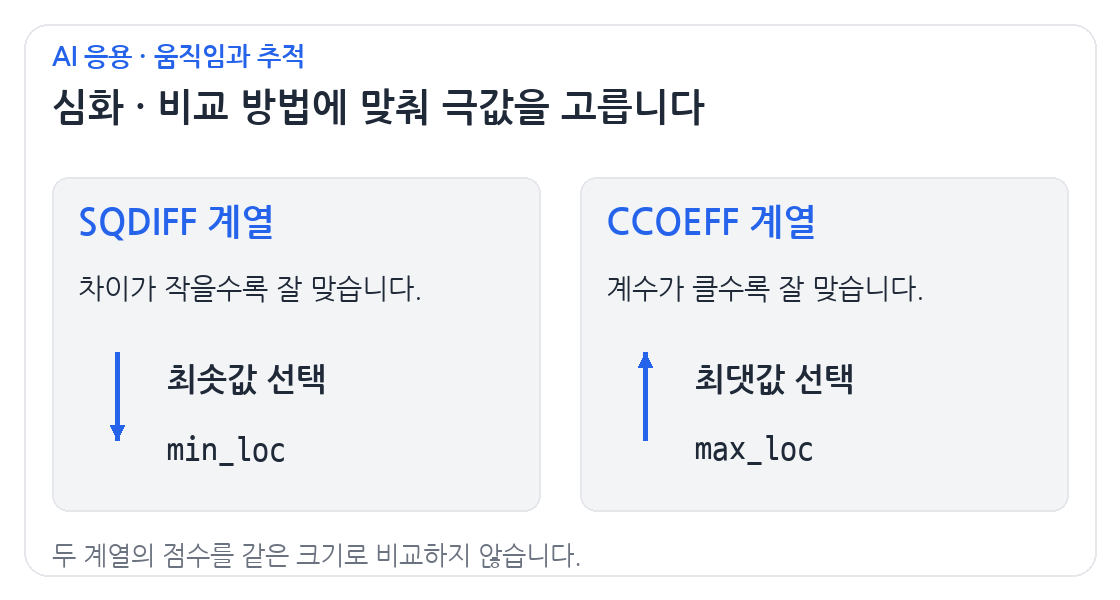 AI 응용 · 움직임과 추적
심화 · 비교 방법에 맞춰 극값을 고릅니다
SQDIFF 계열
차이가 작을수록 잘 맞습니다.
최솟값 선택
min_loc
CCOEFF 계열
계수가 클수록 잘 맞습니다.
최댓값 선택
max_loc
두 계열의 점수를 같은 크기로 비교하지 않습니다.